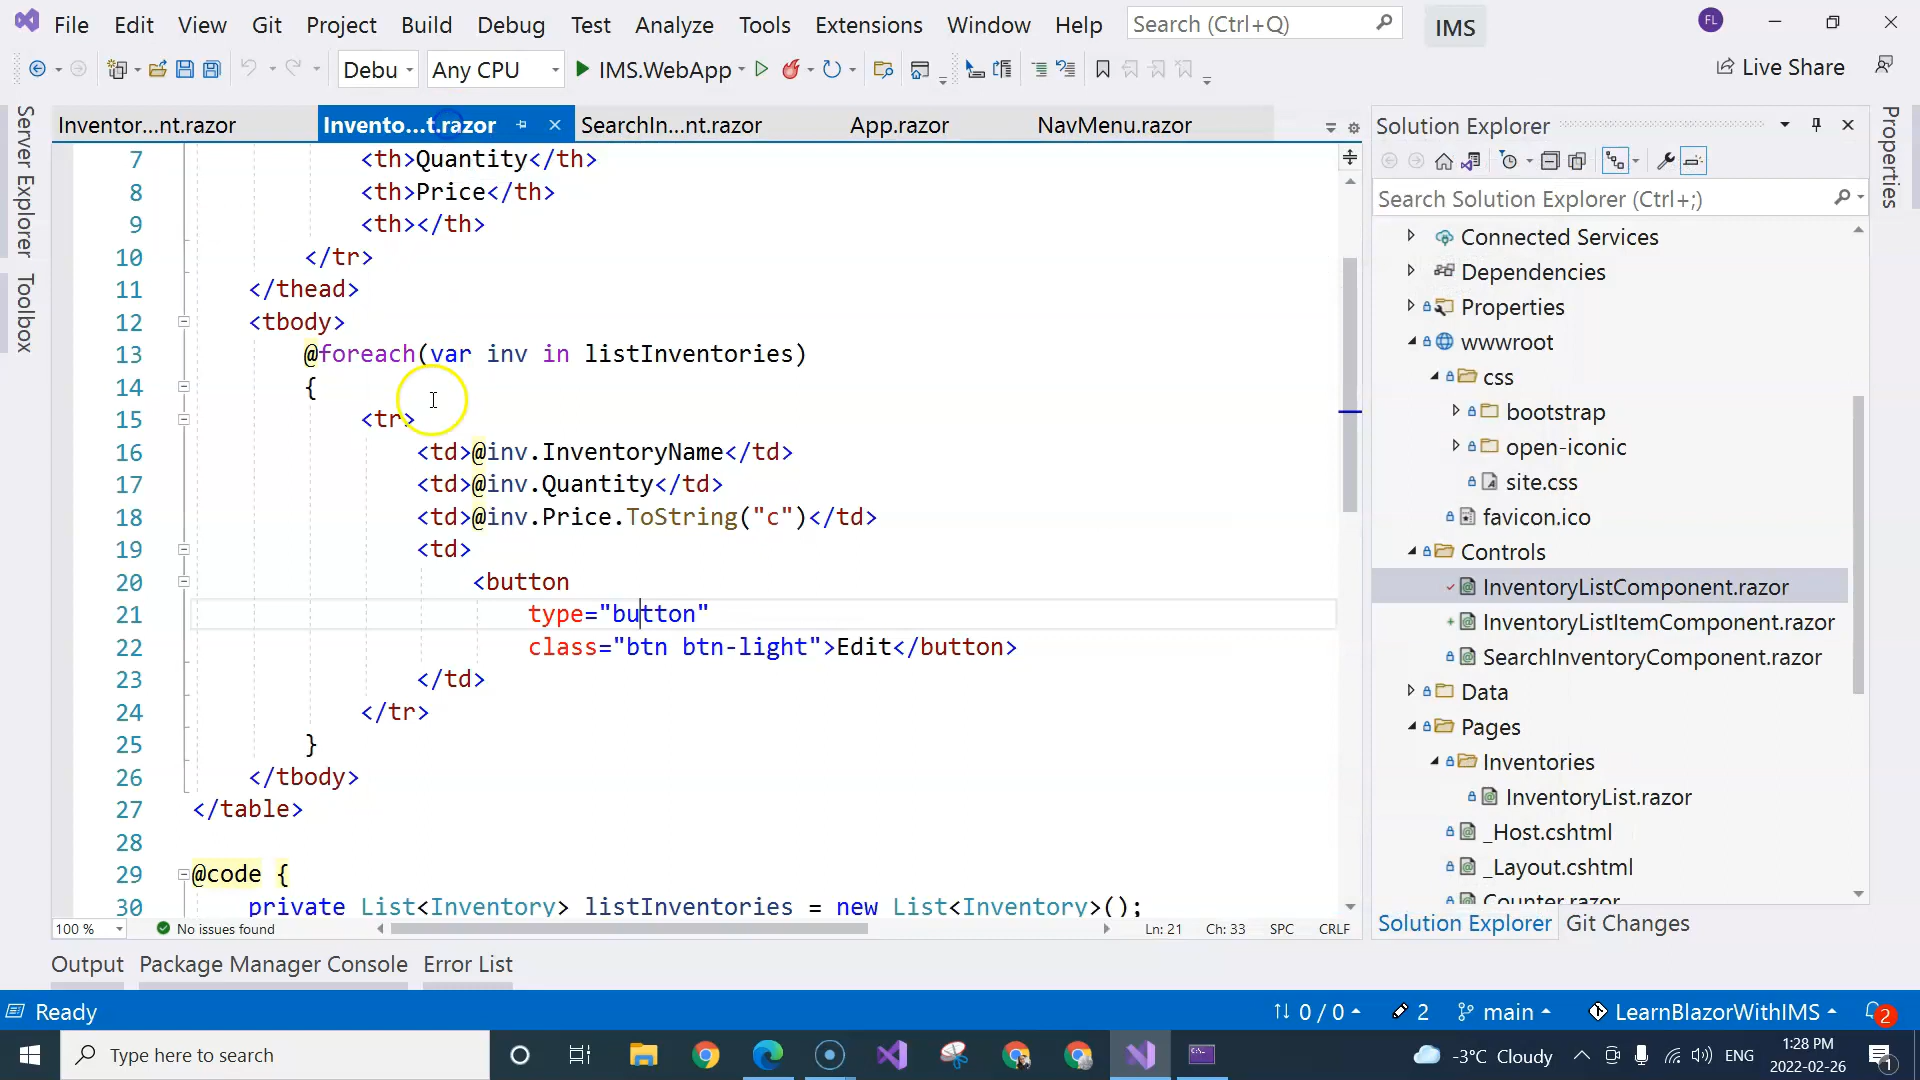 File Edit View Git Project Build Debug Test Analyze Tools Extensions Window Help Search (Ctrl+Q) IMS FL
Debu Any CPU IMS.WebApp Live Share
Inventor...nt.razor Invento...t.razor SearchIn...nt.razor App.razor NavMenu.razor
Server Explorer
Toolbox
7 <th>Quantity</th>
8 <th>Price</th>
9 <th></th>
10 </tr>
11 </thead>
12 <tbody>
13 @foreach(var inv in listInventories)
14 {
15 <tr>
16 <td>@inv.InventoryName</td>
17 <td>@inv.Quantity</td>
18 <td>@inv.Price.ToString("c")</td>
19 <td>
20 <button
21 type="button"
22 class="btn btn-light">Edit</button>
23 </td>
24 </tr>
25 }
26 </tbody>
27 </table>
28
29 @code {
30 private List<Inventory> listInventories = new List<Inventory>();
100 % No issues found Ln: 21 Ch: 33 SPC CRLF
Solution Explorer
Search Solution Explorer (Ctrl+;)
Connected Services
Dependencies
Properties
wwwroot
css
bootstrap
open-iconic
site.css
favicon.ico
Controls
InventoryListComponent.razor
InventoryListItemComponent.razor
SearchInventoryComponent.razor
Data
Pages
Inventories
InventoryList.razor
_Host.cshtml
_Layout.cshtml
Counter.razor
Solution Explorer Git Changes
Properties
Output Package Manager Console Error List
Ready 0 / 0 2 main LearnBlazorWithIMS 2
Type here to search -3°C Cloudy ENG 1:28 PM
2022-02-26 1